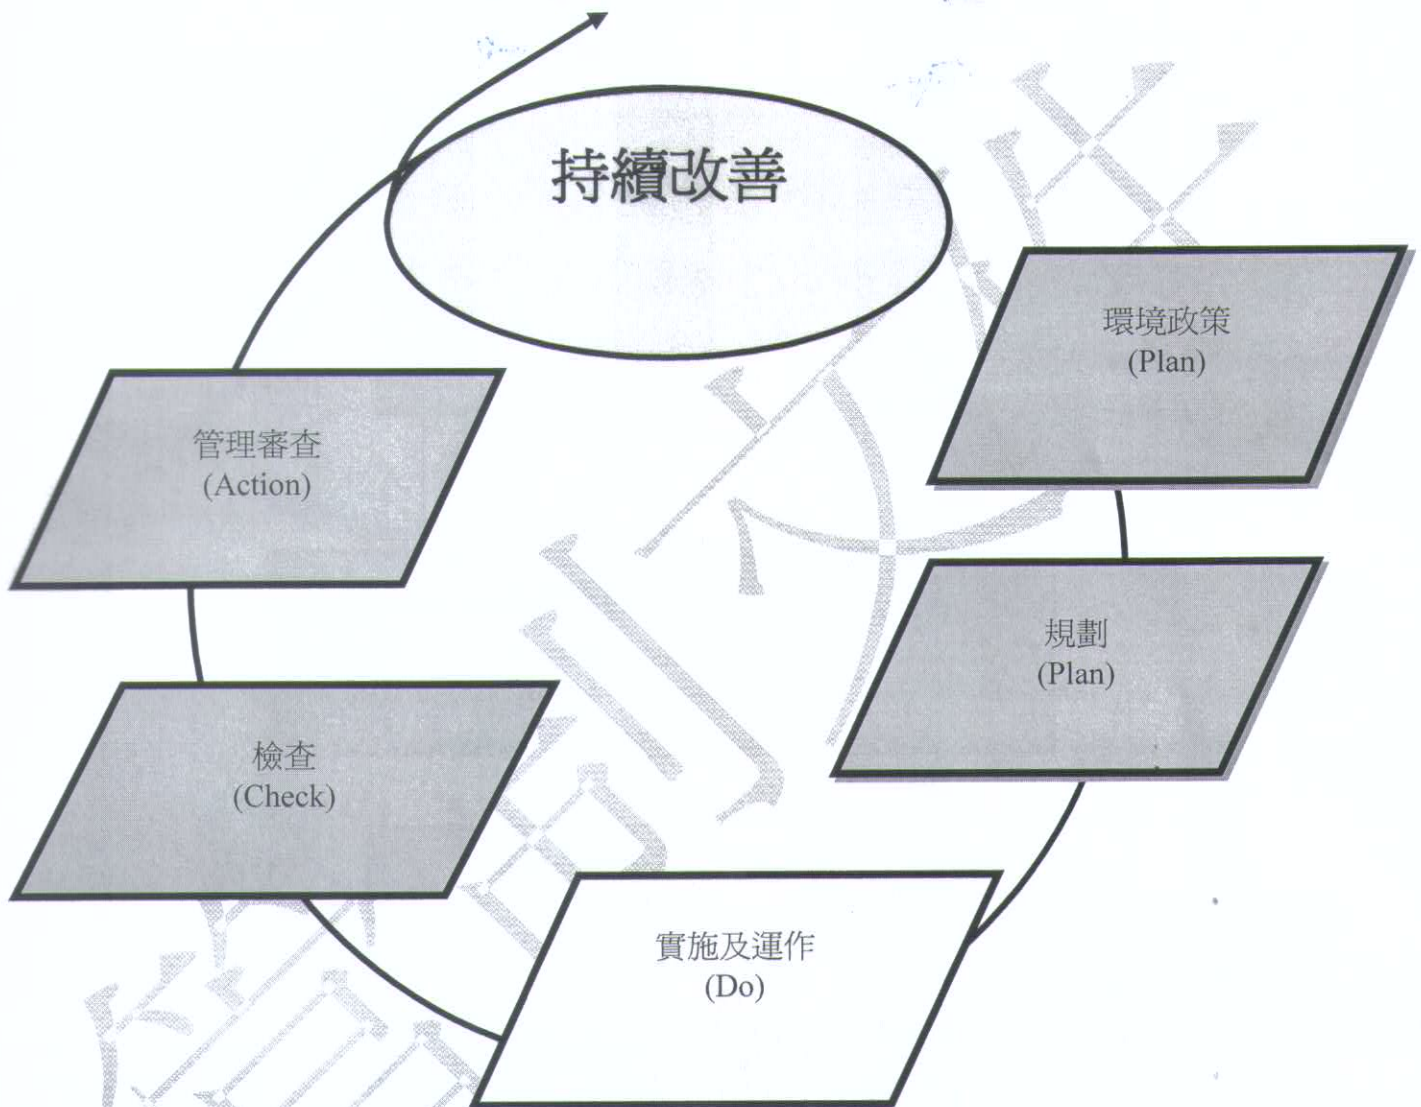 持續改善
環境政策
(Plan)
規劃
(Plan)
實施及運作
(Do)
檢查
(Check)
管理審查
(Action)